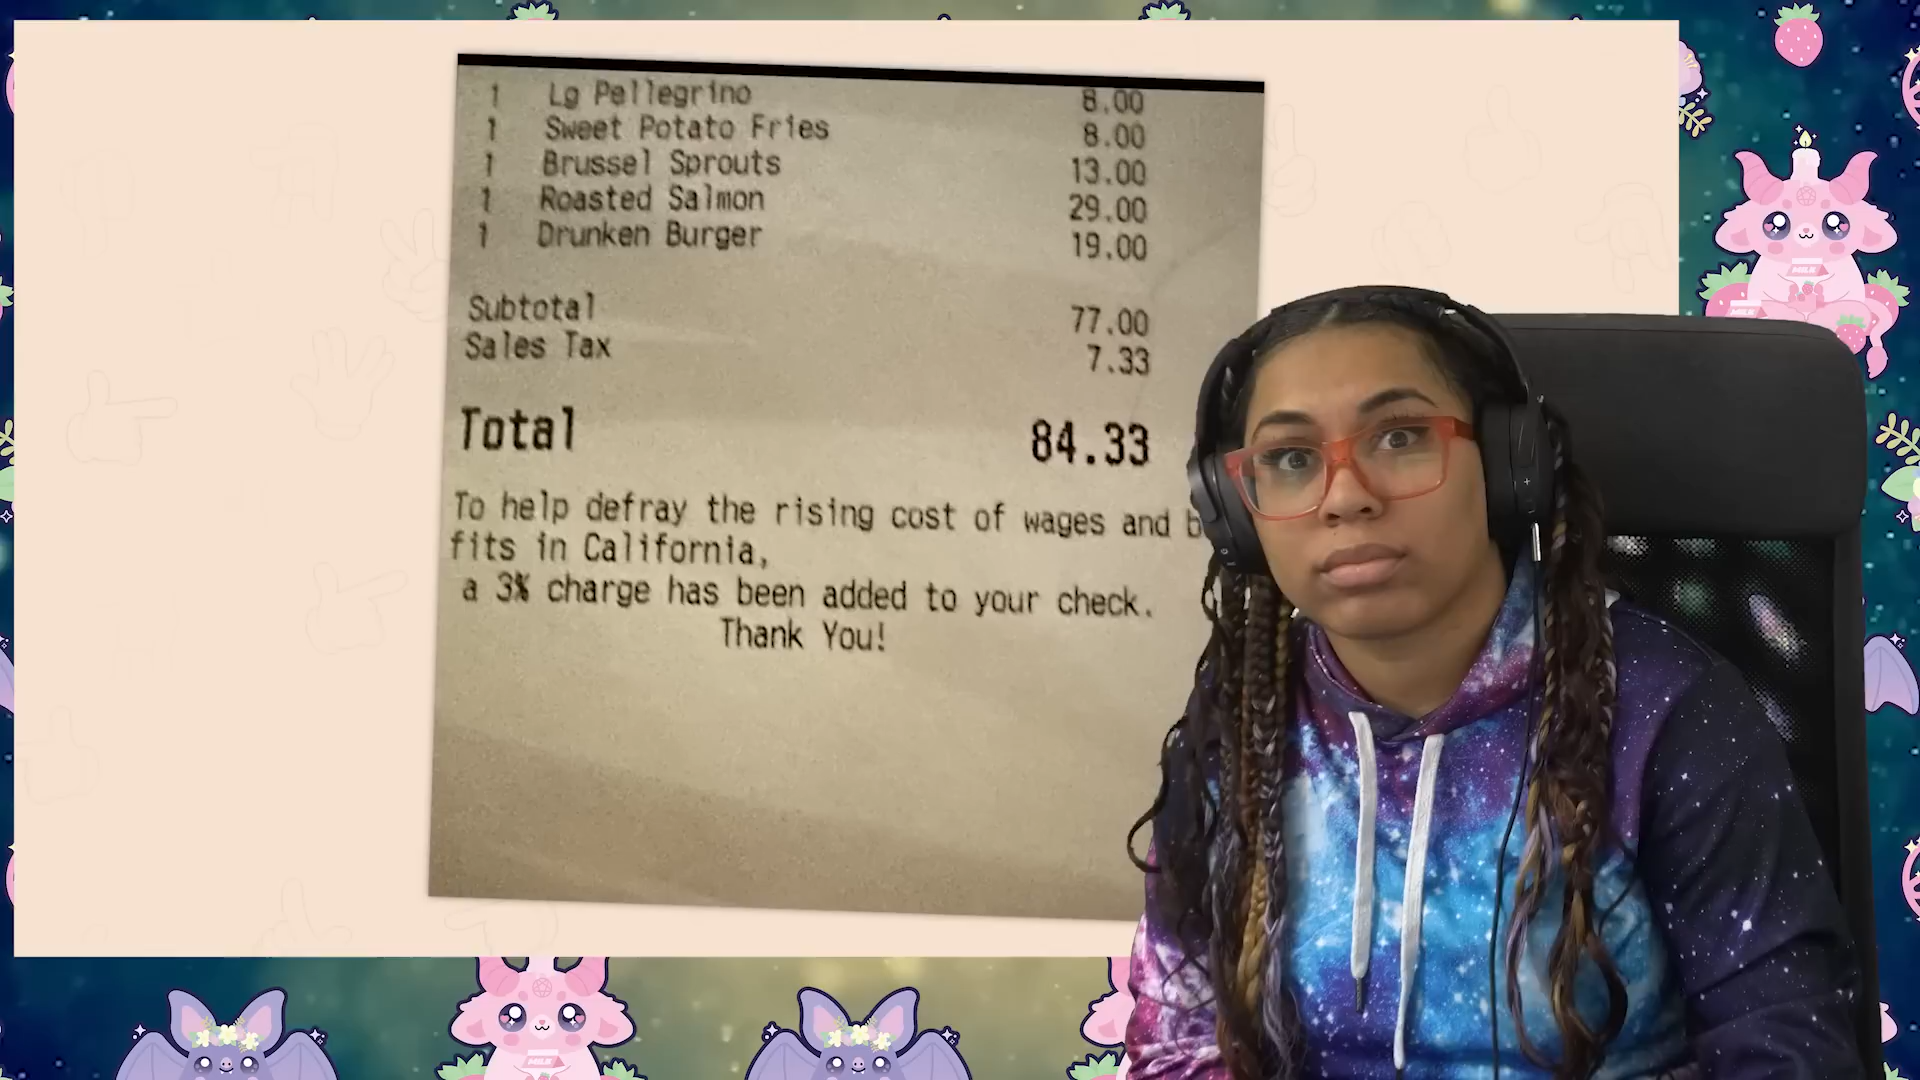 1 Lg Pellegrino 8.00
1 Sweet Potato Fries 8.00
1 Brussel Sprouts 13.00
1 Roasted Salmon 29.00
1 Drunken Burger 19.00
Subtotal 77.00
Sales Tax 7.33
Total 84.33
To help defray the rising cost of wages and b
fits in California,
a 3% charge has been added to your check.
Thank You!
MILK
MILK
MILK